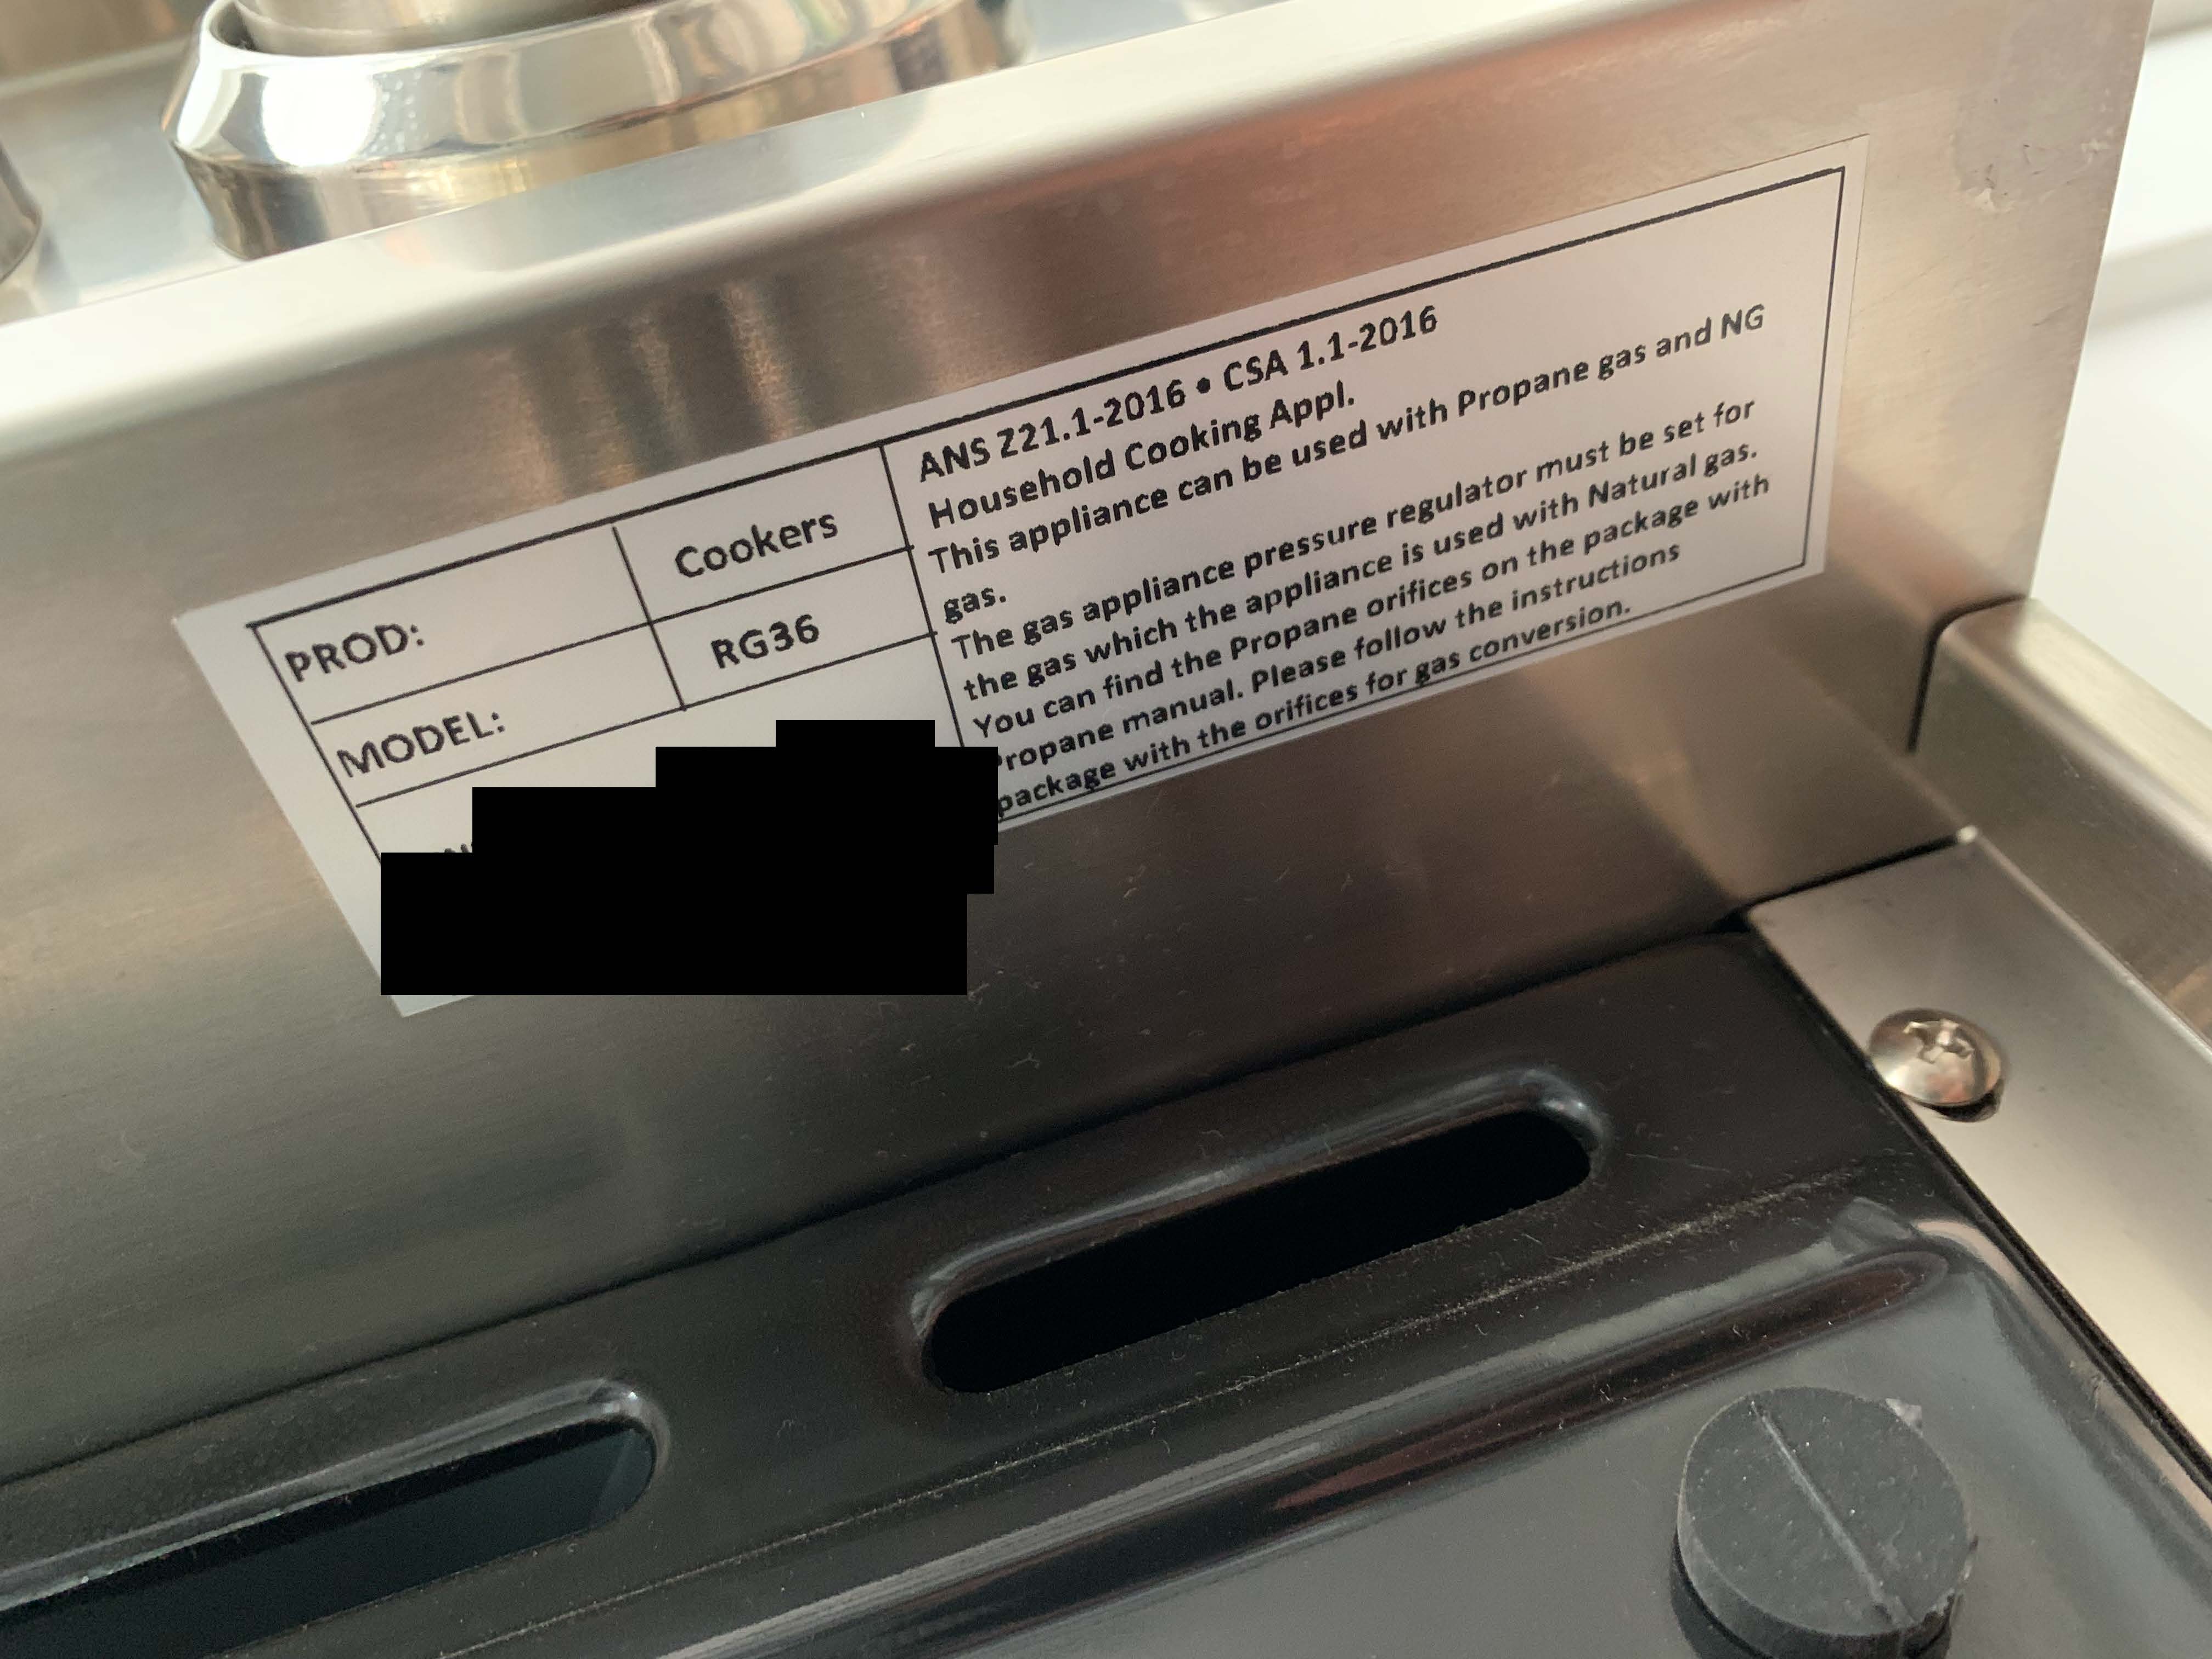 PROD: Cookers
MODEL: RG36
ANS Z21.1-2016 • CSA 1.1-2016
Household Cooking Appl.
This appliance can be used with Propane gas and NG
gas.
The gas appliance pressure regulator must be set for
the gas which the appliance is used with Natural gas.
You can find the Propane orifices on the package with
Propane manual. Please follow the instructions
package with the orifices for gas conversion.